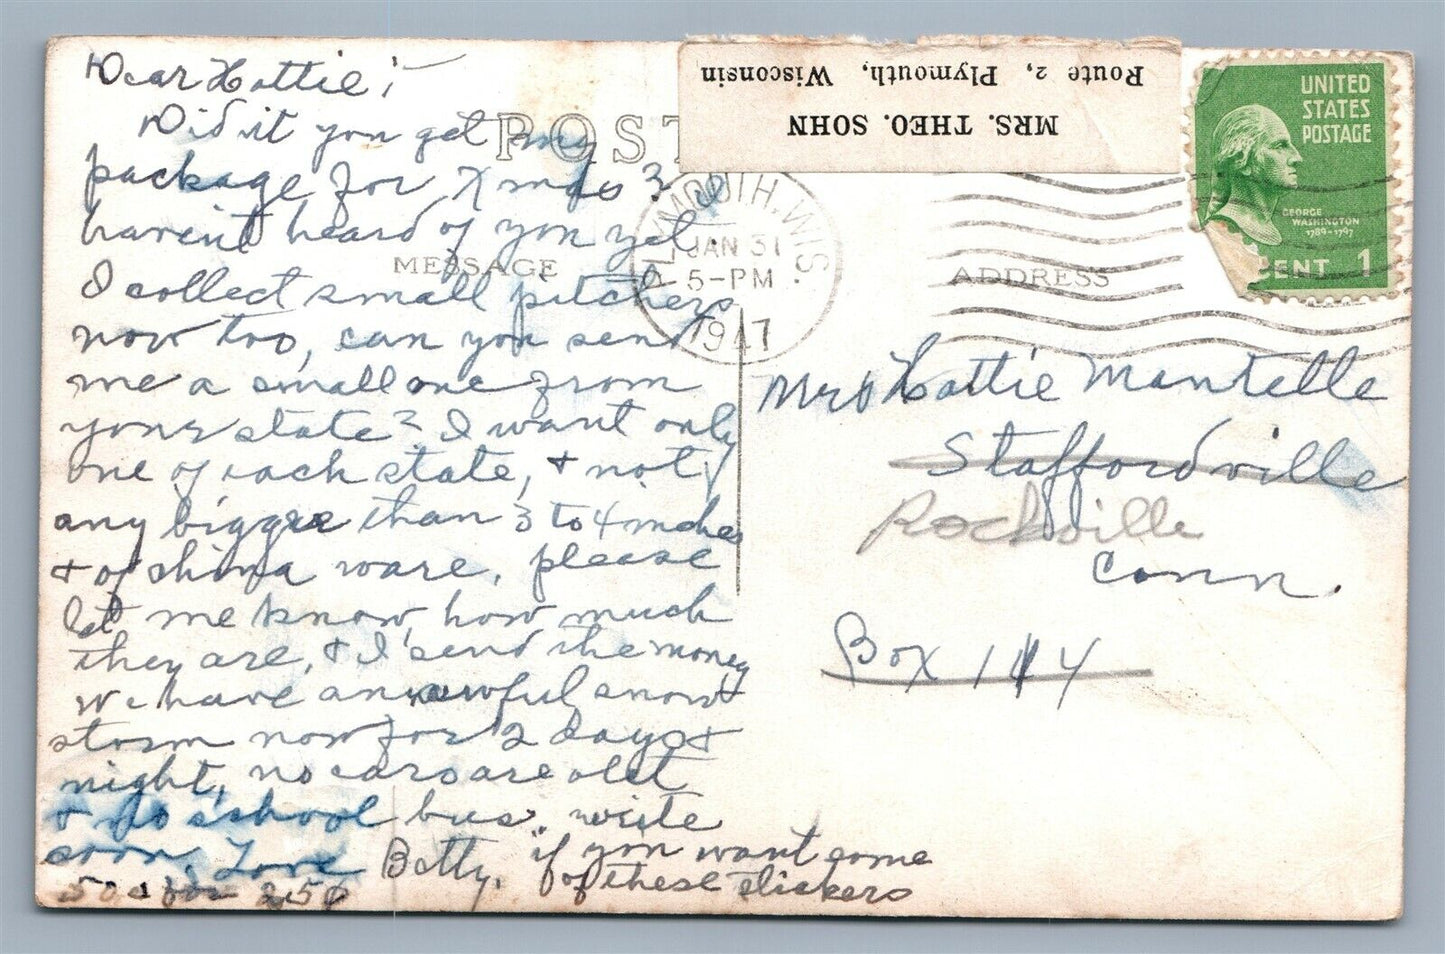 Dear Hattie;
Did it you get my
package for Xmas? I
haven't heard of you yet.
I collect small pitchers
now too, can you send
me a small one from
your state? I want only
one of each state, + not
any bigger than 3 to 4 inches
+ of china ware, please
let me know how much
they are, + I send the money
We have an awful snow
storm now for 2 days +
night, no cars are out
+ no school bus. write
soon, Love Betty. if you want some
of these stickers
50 for 25¢
POST
MESSAGE
ADDRESS
MRS. THEO. SOHN
Route 2, Plymouth, Wisconsin
PLYMOUTH, WIS.
JAN 31
5-PM
1947
UNITED
STATES
POSTAGE
GEORGE
WASHINGTON
1789-1797
CENT 1
Mrs Hattie Mantelle
Staffordville
Rockville
Conn.
Box 114